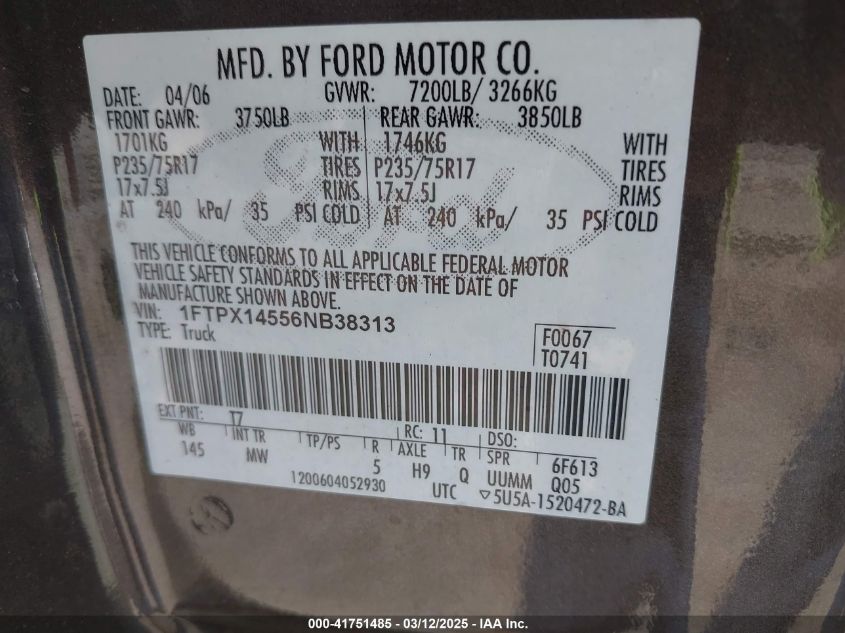 MFD. BY FORD MOTOR CO.
DATE: 04/06 GVWR: 7200LB/ 3266KG
FRONT GAWR: 3750LB REAR GAWR: 3850LB
1701KG WITH 1746KG WITH
P235/75R17 TIRES P235/75R17 TIRES
17x7.5J RIMS 17x7.5J RIMS
AT 240 kPa/ 35 PSI COLD AT 240 kPa/ 35 PSI COLD
Ford
THIS VEHICLE CONFORMS TO ALL APPLICABLE FEDERAL MOTOR
VEHICLE SAFETY STANDARDS IN EFFECT ON THE DATE OF
MANUFACTURE SHOWN ABOVE.
VIN: 1FTPX14556NB38313
TYPE: Truck
F0067
T0741
EXT PNT: T7 RC: 11 DSO:
WB INT TR TP/PS R AXLE TR SPR 6F613
145 MW 5 H9 Q UUMM Q05
1200604052930 UTC ▽5U5A-1520472-BA
000-41751485 - 03/12/2025 - IAA Inc.